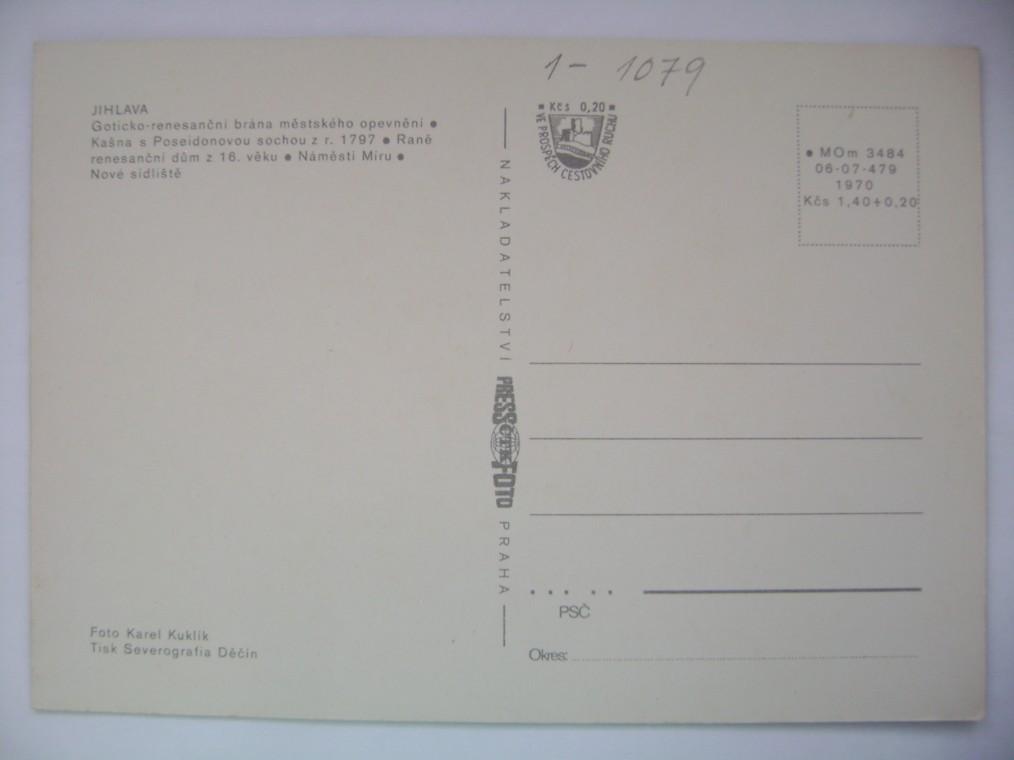 1- 1079
JIHLAVA
Goticko-renesanční brána městského opevnění ●
Kašna s Poseidonovou sochou z r. 1797 ● Raně
renesanční dům z 16. věku ● Náměstí Míru ●
Nové sídliště
Kčs 0,20
VE PROSPĚCH CESTOVNÍHO RUCHU
● MOm 3484
06-07-479
1970
Kčs 1,40+0,20
NAKLADATELSTVÍ
PRESSFOTO
ČTK
PRAHA
PSČ
Okres:
Foto Karel Kuklík
Tisk Severografia Děčín